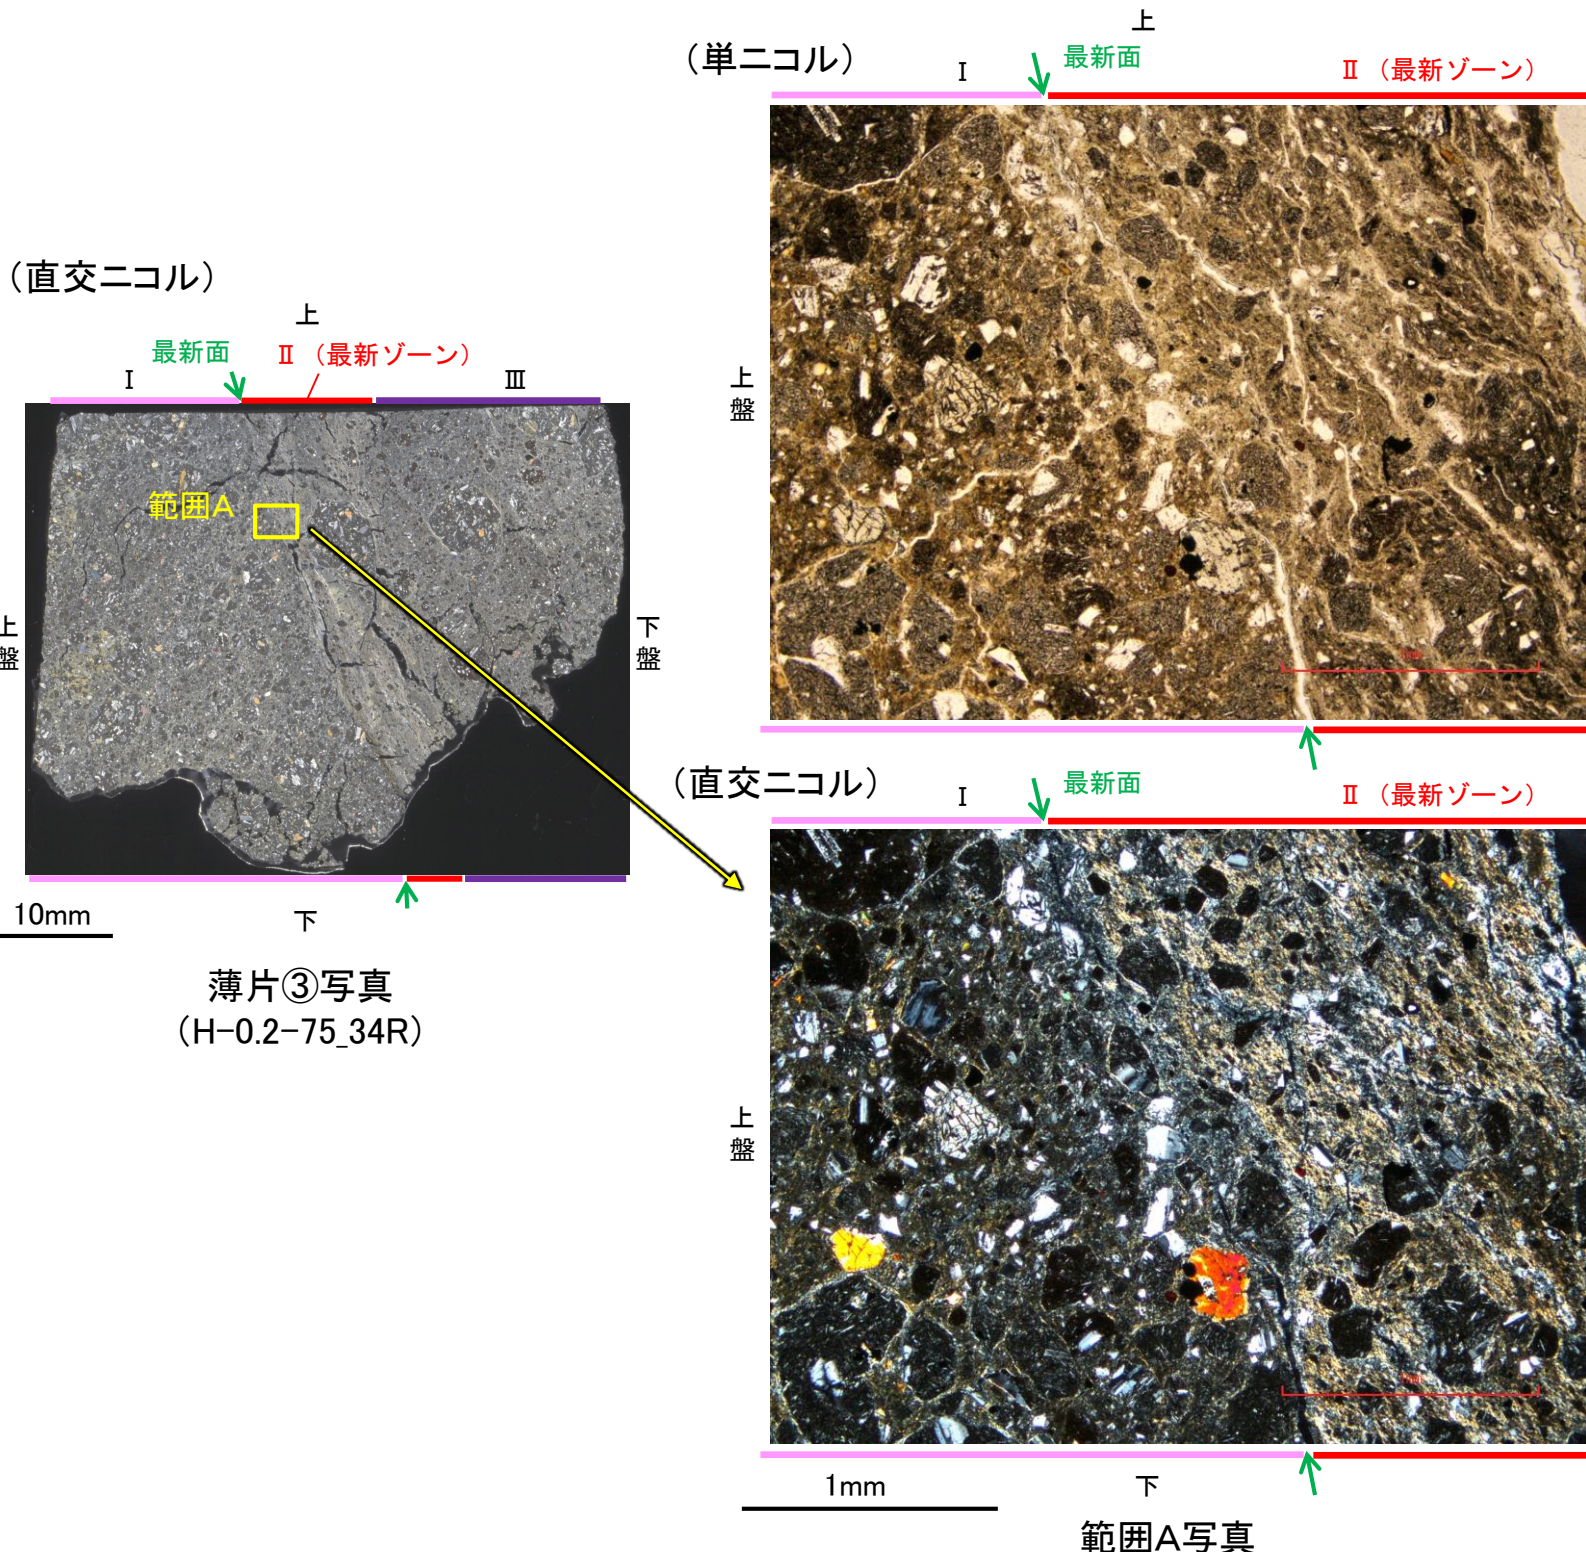 （直交ニコル）
上
最新面
Ⅱ（最新ゾーン）
Ⅰ
Ⅲ
範囲A
上盤
下盤
10mm
下
薄片③写真
（H-0.2-75_34R）
上
（単ニコル）
Ⅰ
最新面
Ⅱ（最新ゾーン）
上盤
（直交ニコル）
Ⅰ
最新面
Ⅱ（最新ゾーン）
上盤
1mm
下
範囲A写真